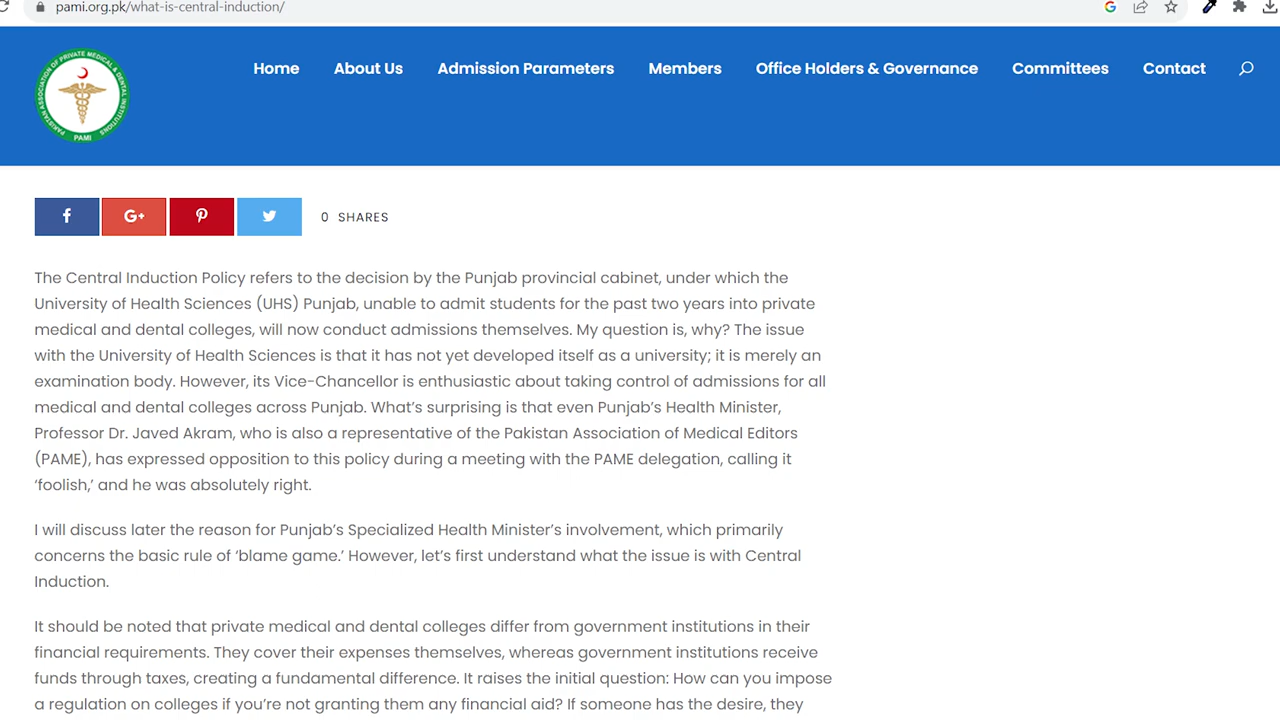 pami.org.pk/what-is-central-induction/
PAKISTAN ASSOCIATION OF PRIVATE MEDICAL & DENTAL INSTITUTIONS
PAMI
Home About Us Admission Parameters Members Office Holders & Governance Committees Contact
f G+ 0 SHARES
The Central Induction Policy refers to the decision by the Punjab provincial cabinet, under which the
University of Health Sciences (UHS) Punjab, unable to admit students for the past two years into private
medical and dental colleges, will now conduct admissions themselves. My question is, why? The issue
with the University of Health Sciences is that it has not yet developed itself as a university; it is merely an
examination body. However, its Vice-Chancellor is enthusiastic about taking control of admissions for all
medical and dental colleges across Punjab. What’s surprising is that even Punjab’s Health Minister,
Professor Dr. Javed Akram, who is also a representative of the Pakistan Association of Medical Editors
(PAME), has expressed opposition to this policy during a meeting with the PAME delegation, calling it
‘foolish,’ and he was absolutely right.
I will discuss later the reason for Punjab’s Specialized Health Minister’s involvement, which primarily
concerns the basic rule of ‘blame game.’ However, let’s first understand what the issue is with Central
Induction.
It should be noted that private medical and dental colleges differ from government institutions in their
financial requirements. They cover their expenses themselves, whereas government institutions receive
funds through taxes, creating a fundamental difference. It raises the initial question: How can you impose
a regulation on colleges if you’re not granting them any financial aid? If someone has the desire, they